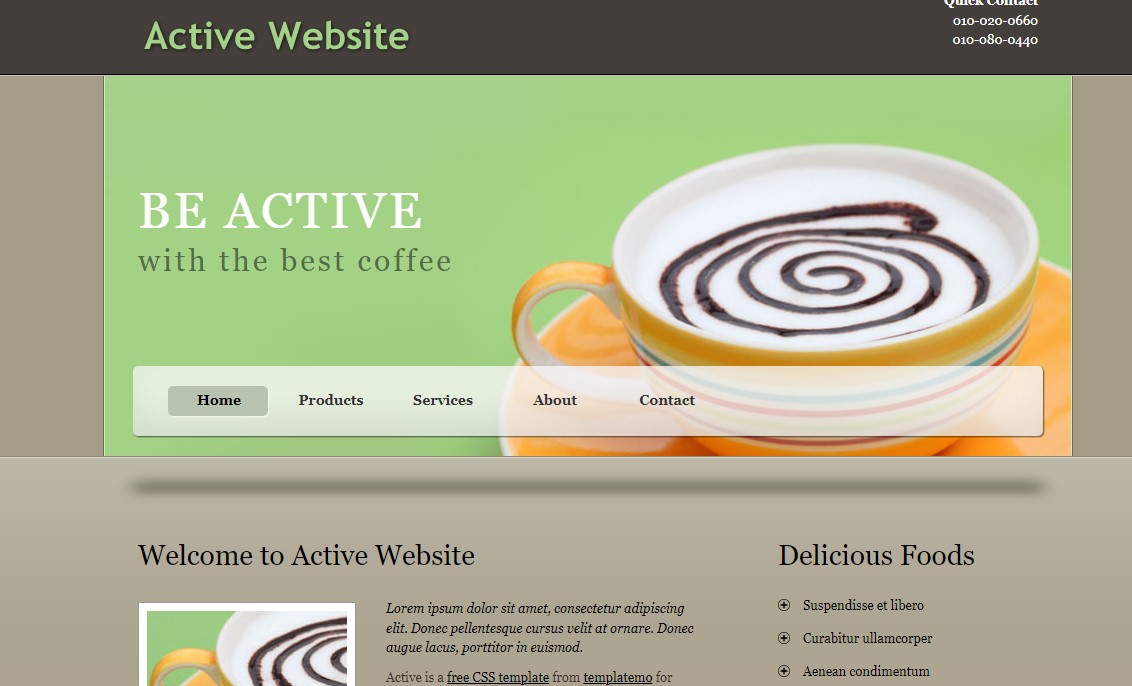 Quick Contact
Active Website
010-020-0660
010-080-0440
BE ACTIVE
with the best coffee
Home Products Services About Contact
Welcome to Active Website
Lorem ipsum dolor sit amet, consectetur adipiscing
elit. Donec pellentesque cursus velit at ornare. Donec
augue lacus, porttitor in euismod.
Active is a free CSS template from templatemo for
Delicious Foods
Suspendisse et libero
Curabitur ullamcorper
Aenean condimentum